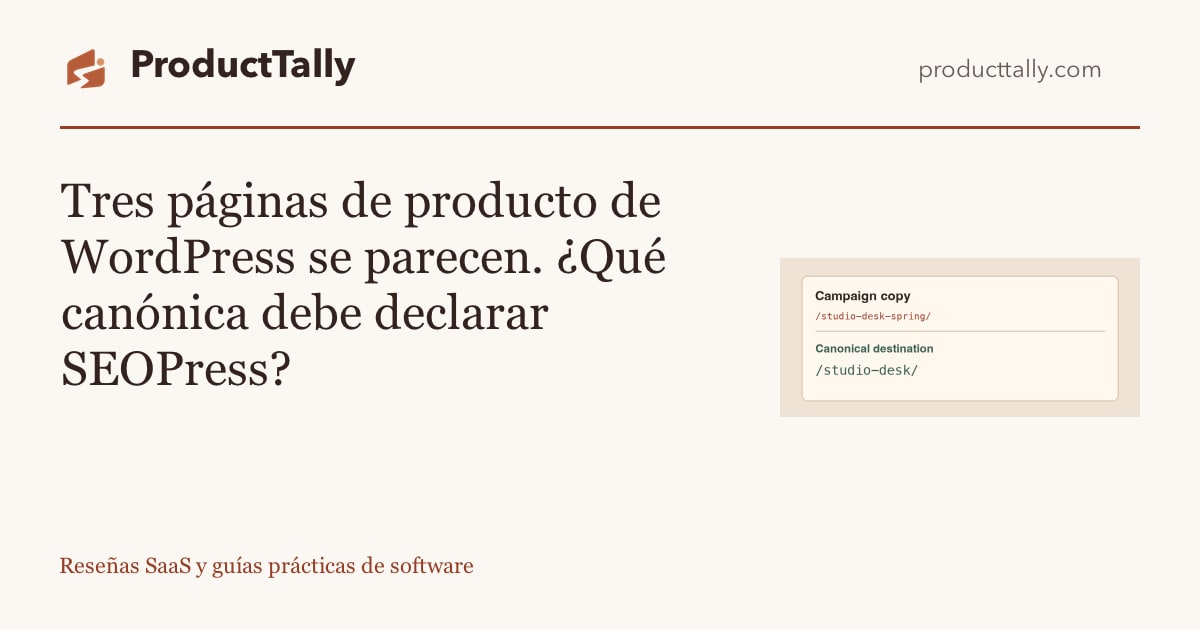 ProductTally
producttally.com
Tres páginas de producto de
WordPress se parecen. ¿Qué
canónica debe declarar
SEOPress?
Campaign copy
/studio-desk-spring/
Canonical destination
/studio-desk/
Reseñas SaaS y guías prácticas de software